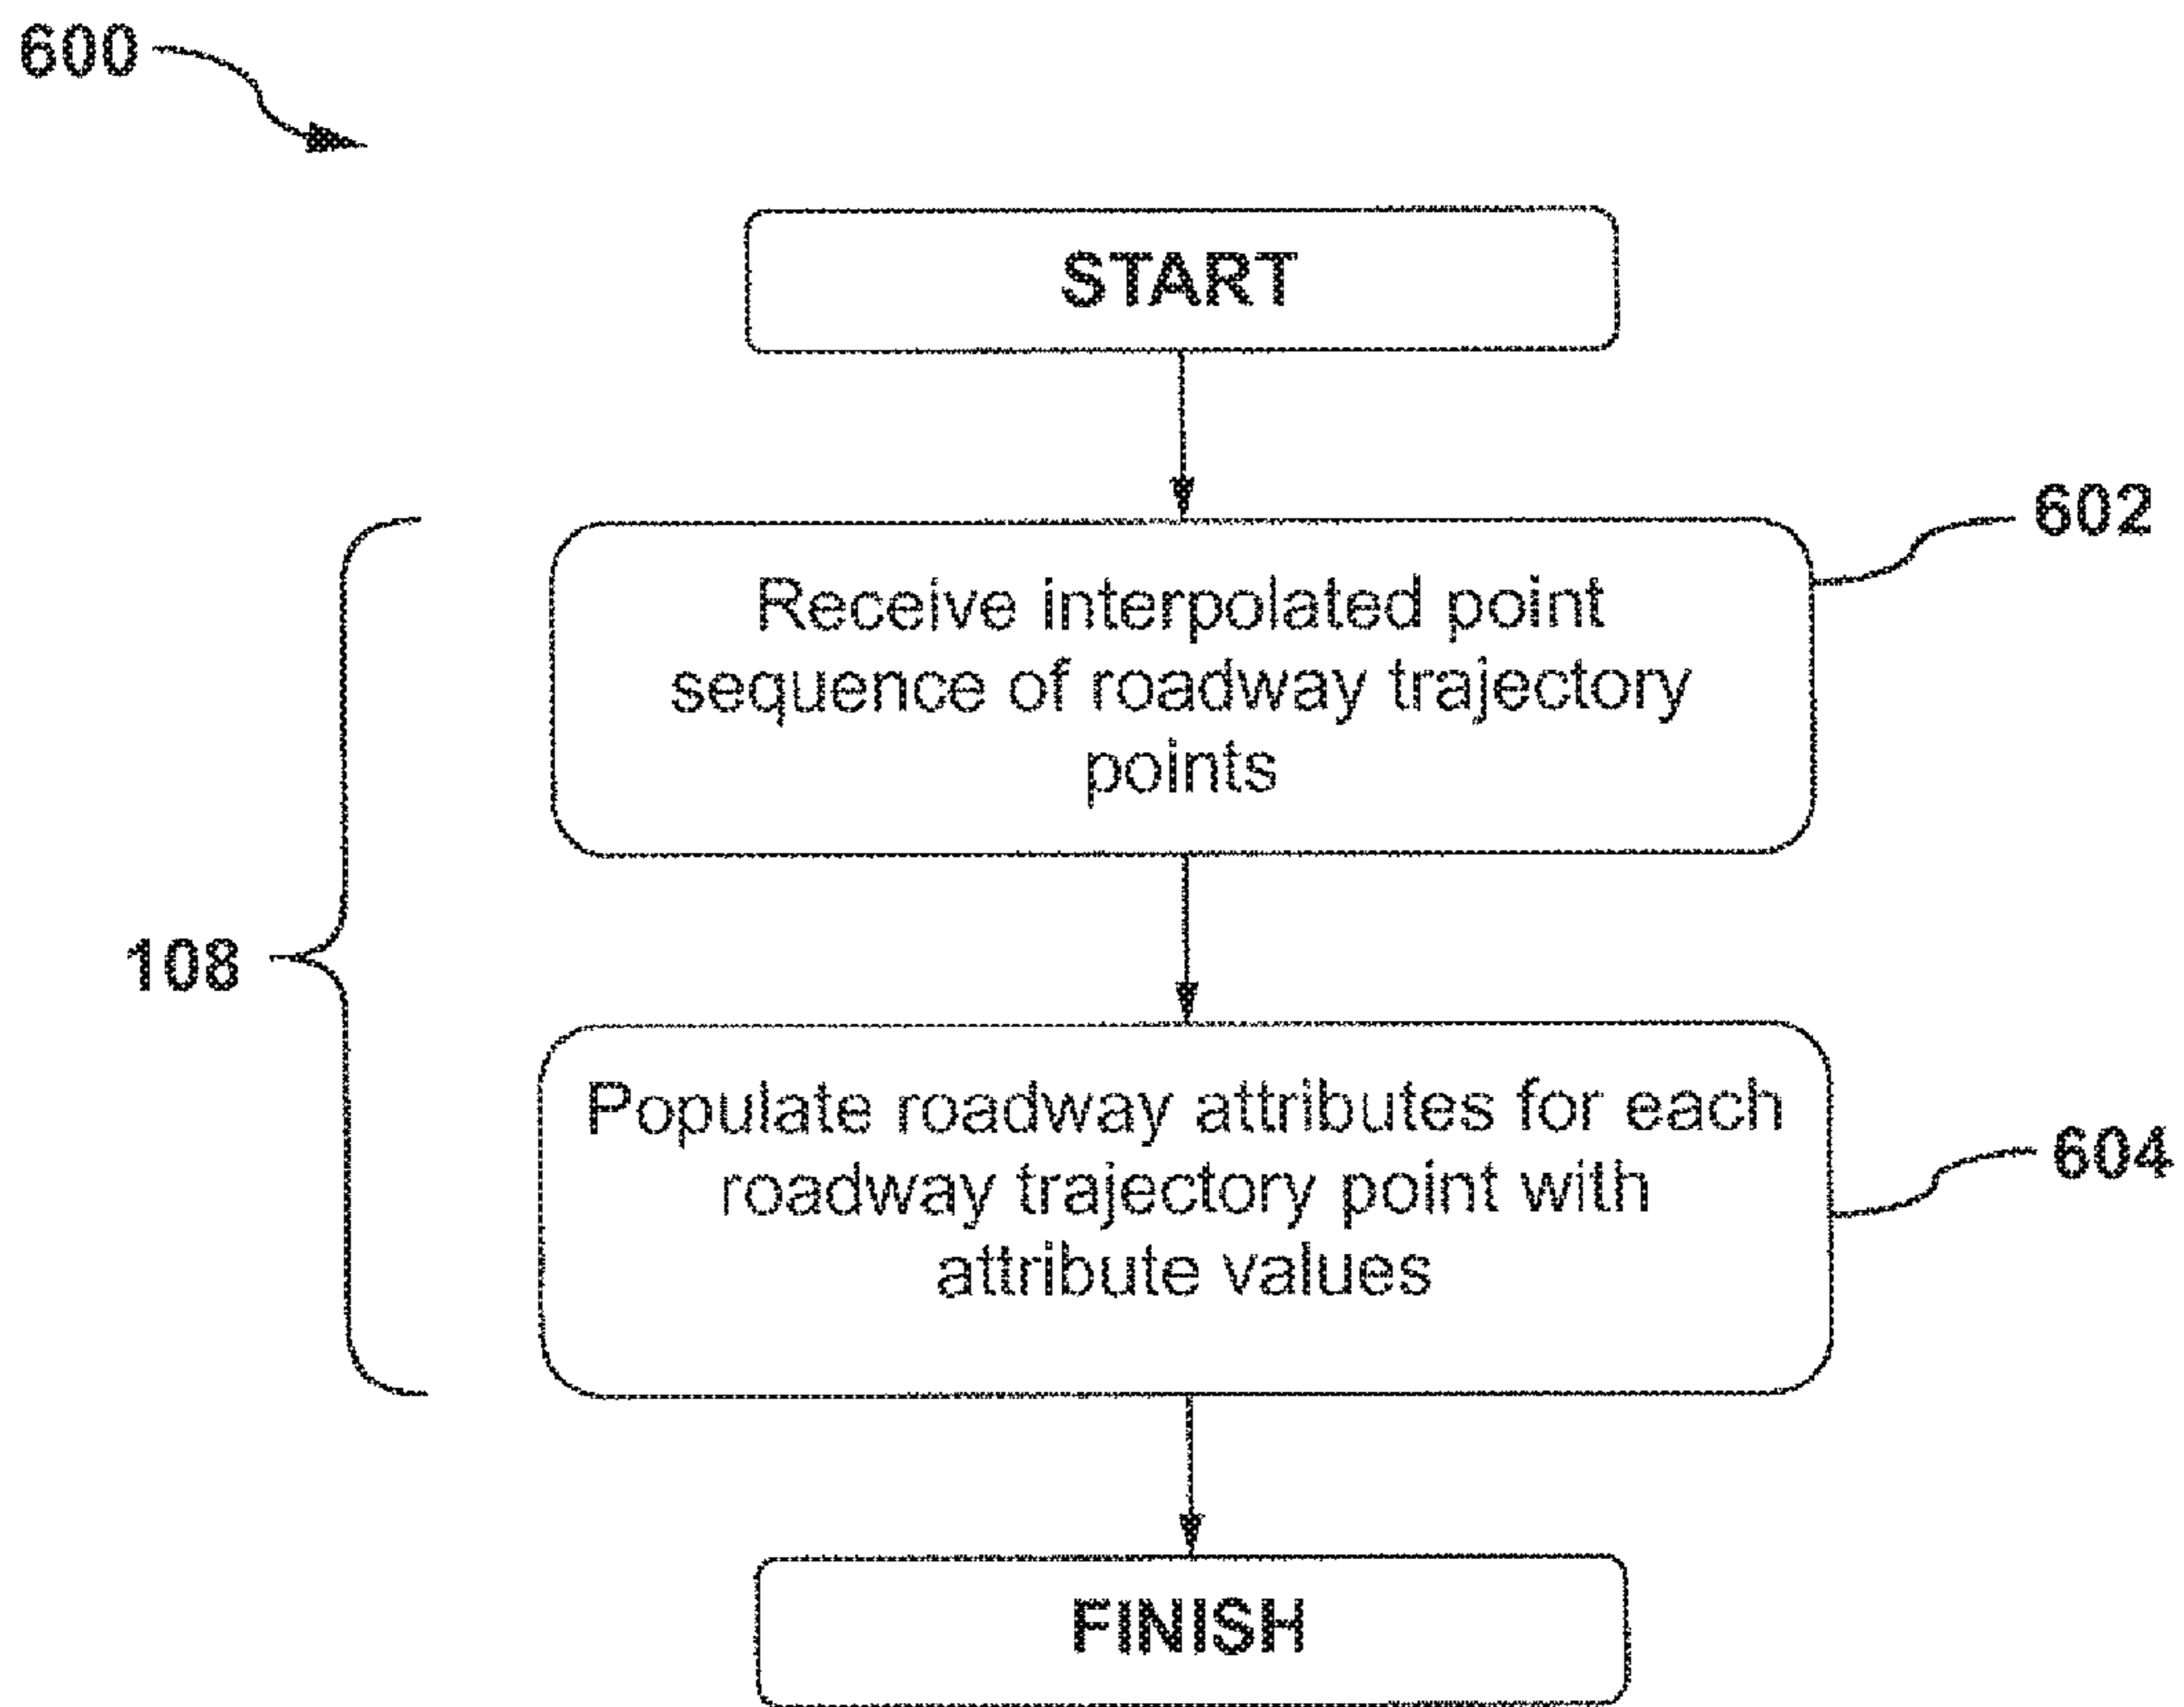 600
START
602
Receive interpolated point
sequence of roadway trajectory
points
108
Populate roadway attributes for each
roadway trajectory point with
attribute values
604
FINISH